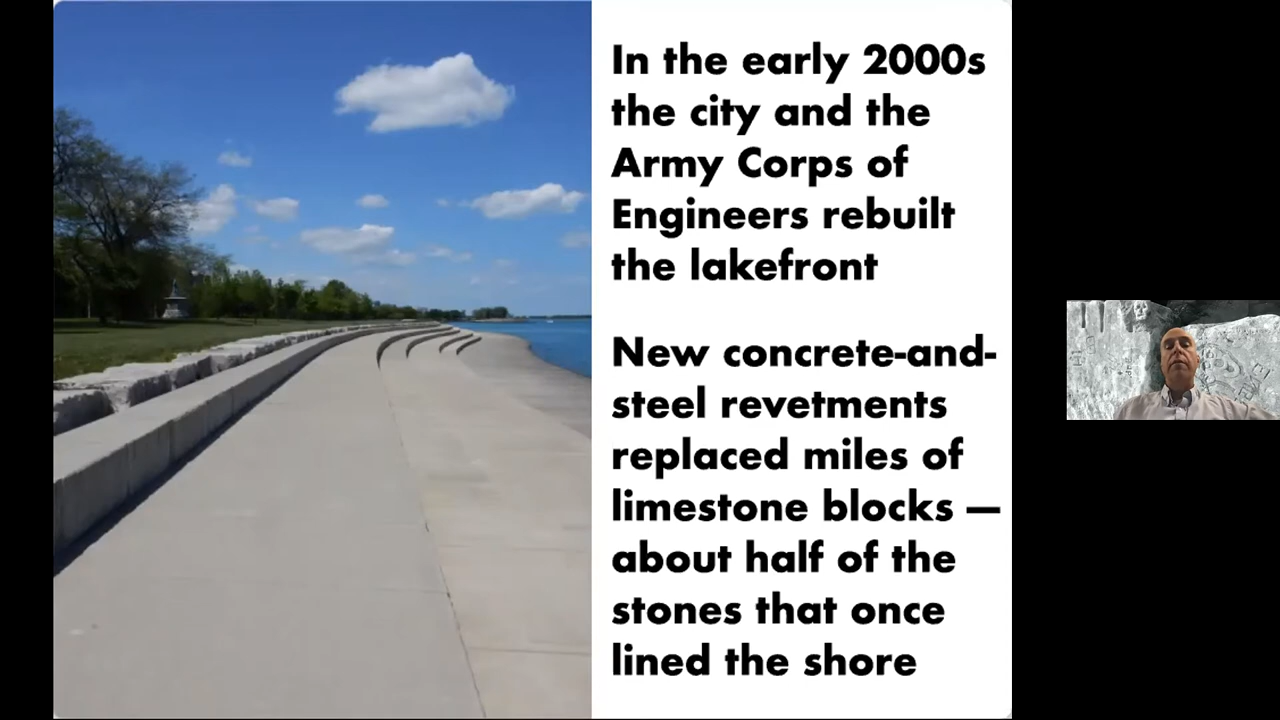 In the early 2000s
the city and the
Army Corps of
Engineers rebuilt
the lakefront
New concrete-and-
steel revetments
replaced miles of
limestone blocks —
about half of the
stones that once
lined the shore